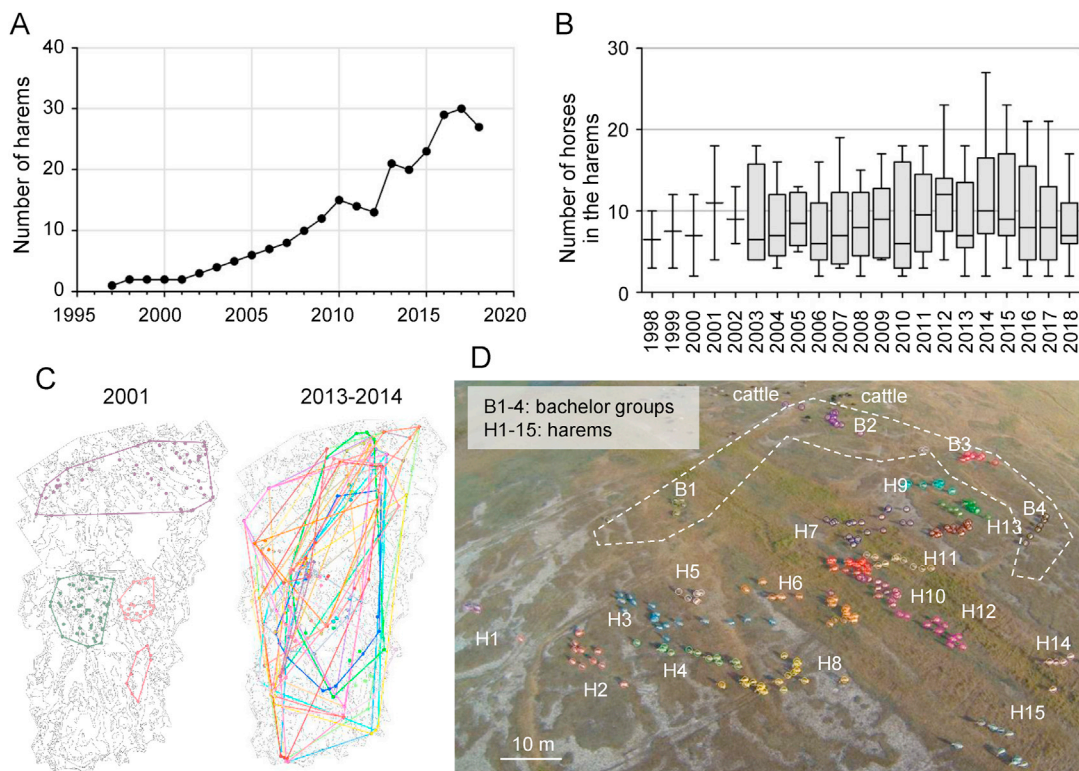 A
Number of harems
40
30
20
10
0
1995
2000
2005
2010
2015
2020
B
Number of horses
in the harems
30
20
10
0
1998
1999
2000
2001
2002
2003
2004
2005
2006
2007
2008
2009
2010
2011
2012
2013
2014
2015
2016
2017
2018
C
2001
2013-2014
D
B1-4: bachelor groups
H1-15: harems
cattle
cattle
B2
B3
B1
H9
B4
H7
H13
H11
H5
H6
H10
H3
H12
H1
H4
H14
H2
H8
H15
10 m